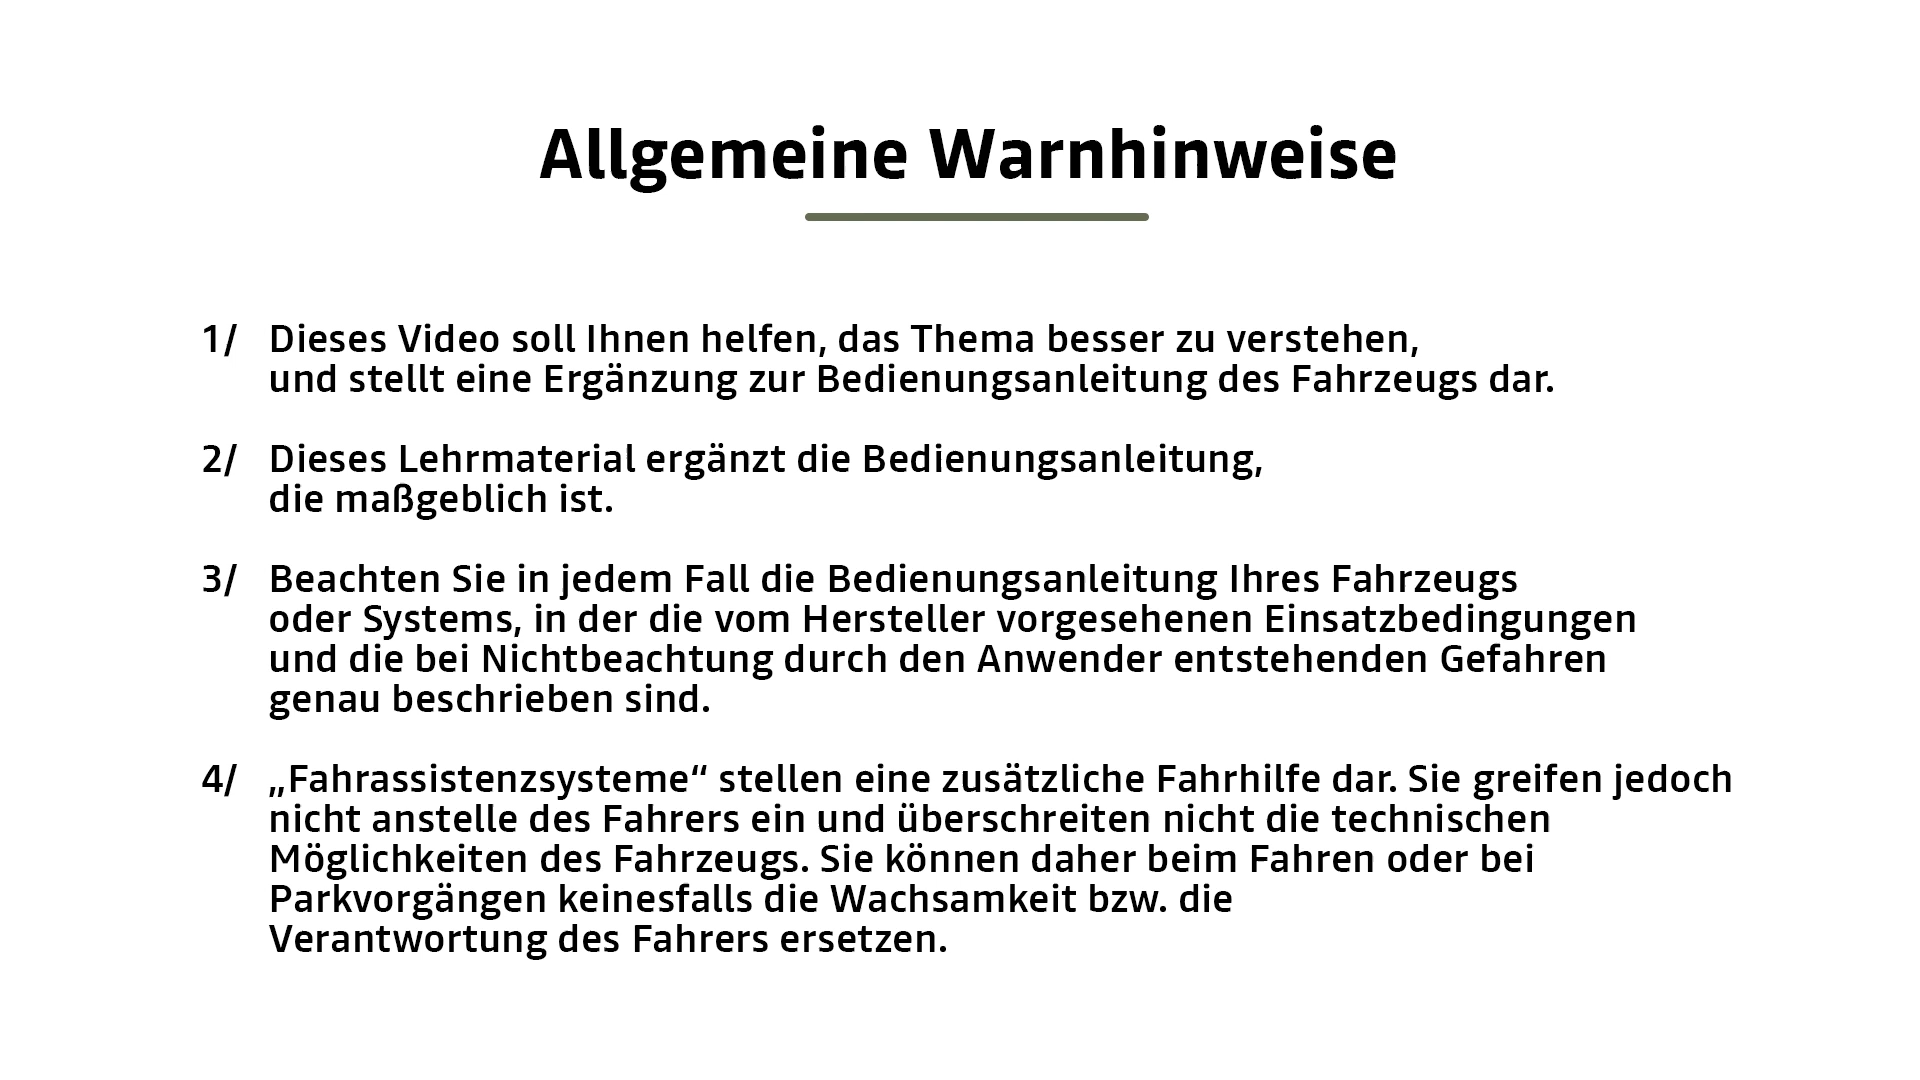 Allgemeine Warnhinweise
1/ Dieses Video soll Ihnen helfen, das Thema besser zu verstehen,
und stellt eine Ergänzung zur Bedienungsanleitung des Fahrzeugs dar.
2/ Dieses Lehrmaterial ergänzt die Bedienungsanleitung,
die maßgeblich ist.
3/ Beachten Sie in jedem Fall die Bedienungsanleitung Ihres Fahrzeugs
oder Systems, in der die vom Hersteller vorgesehenen Einsatzbedingungen
und die bei Nichtbeachtung durch den Anwender entstehenden Gefahren
genau beschrieben sind.
4/ „Fahrassistenzsysteme“ stellen eine zusätzliche Fahrhilfe dar. Sie greifen jedoch
nicht anstelle des Fahrers ein und überschreiten nicht die technischen
Möglichkeiten des Fahrzeugs. Sie können daher beim Fahren oder bei
Parkvorgängen keinesfalls die Wachsamkeit bzw. die
Verantwortung des Fahrers ersetzen.